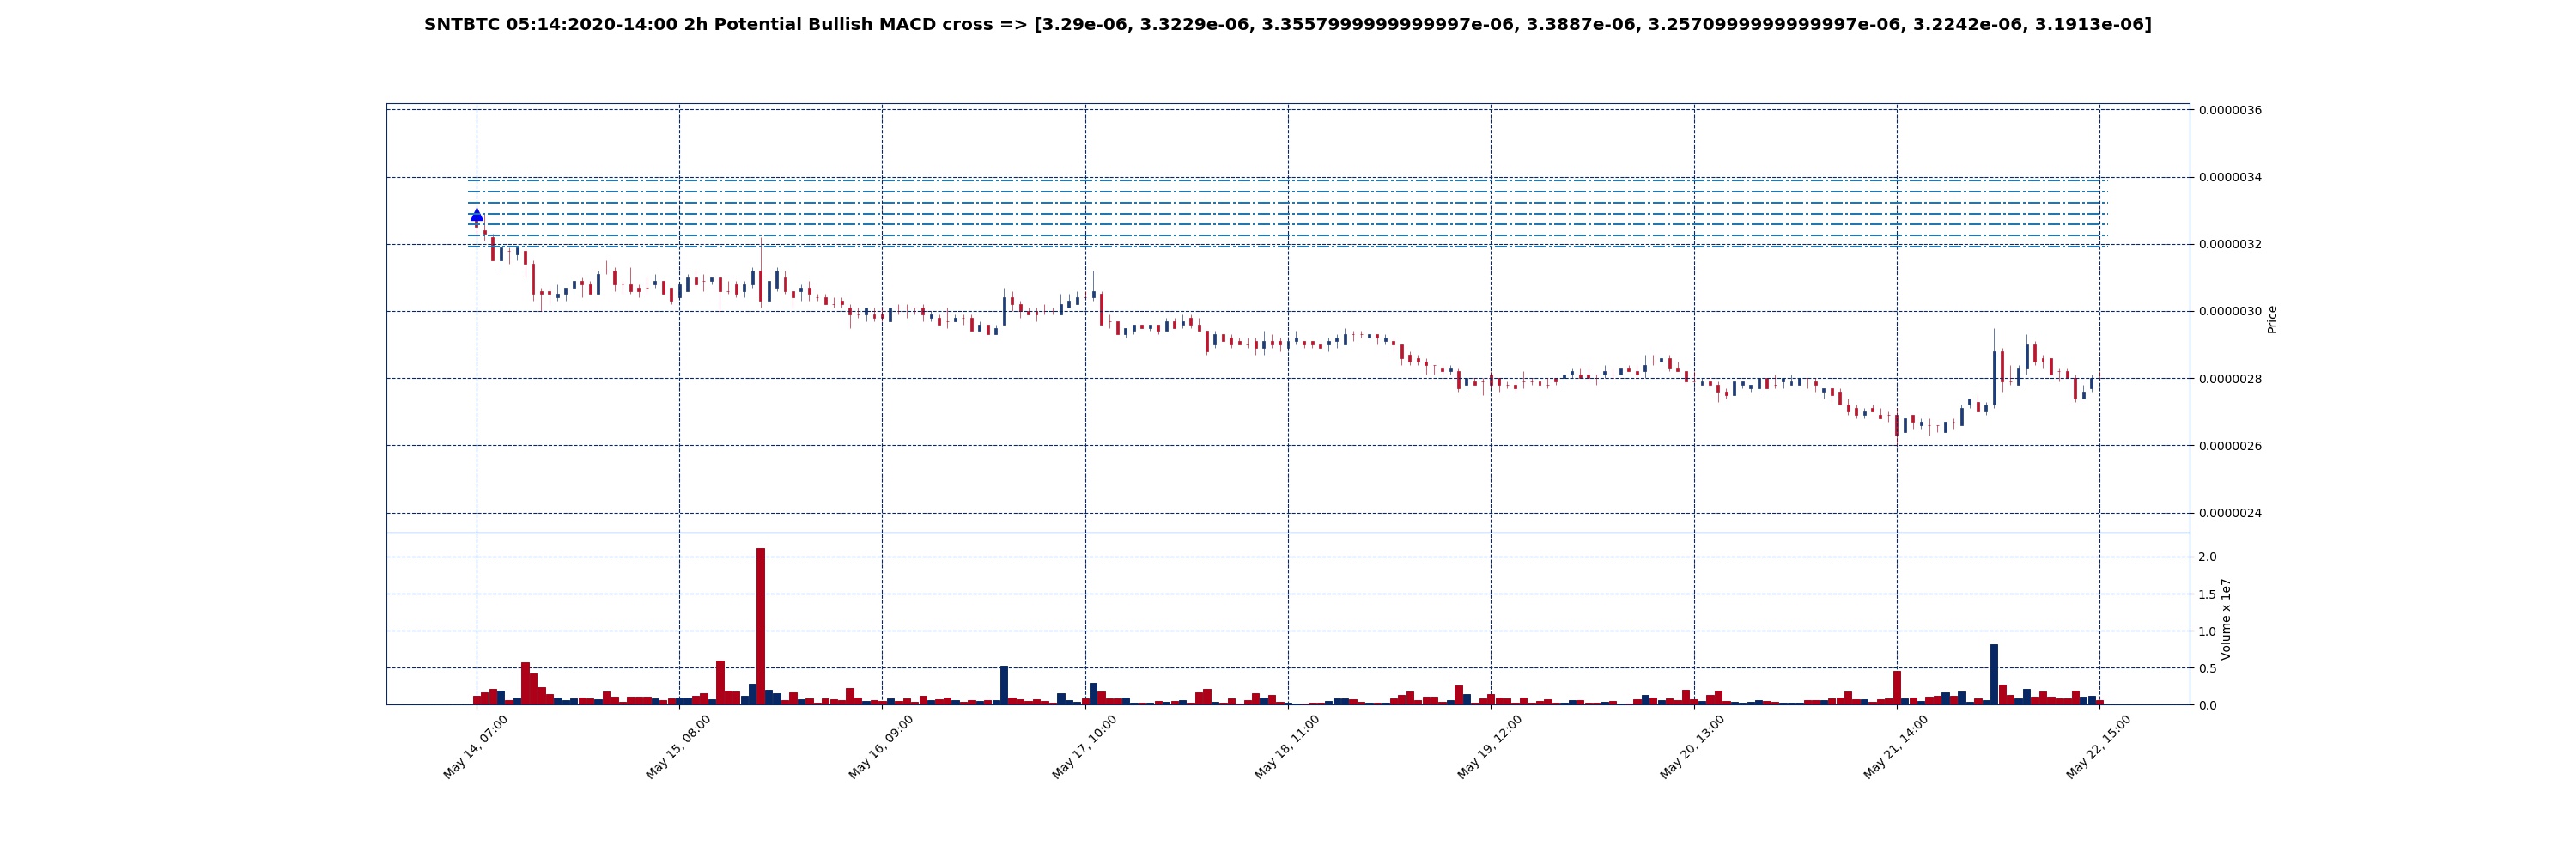 SNTBTC 05:14:2020-14:00 2h Potential Bullish MACD cross => [3.29e-06, 3.3229e-06, 3.3557999999999997e-06, 3.3887e-06, 3.2570999999999997e-06, 3.2242e-06, 3.1913e-06]
0.0000036
0.0000034
0.0000032
0.0000030
0.0000028
0.0000026
0.0000024
Price
2.0
1.5
1.0
0.5
0.0
Volume x 1e7
May 14, 07:00
May 15, 08:00
May 16, 09:00
May 17, 10:00
May 18, 11:00
May 19, 12:00
May 20, 13:00
May 21, 14:00
May 22, 15:00